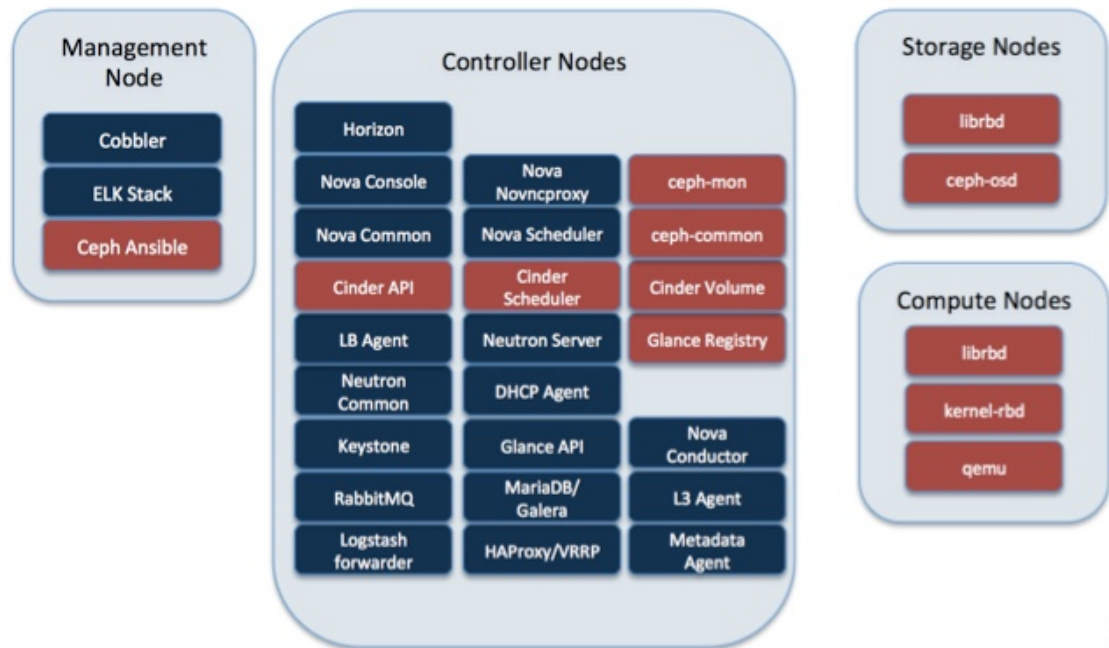 Management
Node
Cobbler
ELK Stack
Ceph Ansible
Controller Nodes
Horizon
Nova Console
Nova
Novncproxy
ceph-mon
Nova Common
Nova Scheduler
ceph-common
Cinder API
Cinder
Scheduler
Cinder Volume
LB Agent
Neutron Server
Glance Registry
Neutron
Common
DHCP Agent
Keystone
Glance API
Nova
Conductor
RabbitMQ
MariaDB/
Galera
L3 Agent
Logstash
forwarder
HAProxy/VRRP
Metadata
Agent
Storage Nodes
librbd
ceph-osd
Compute Nodes
librbd
kernel-rbd
qemu